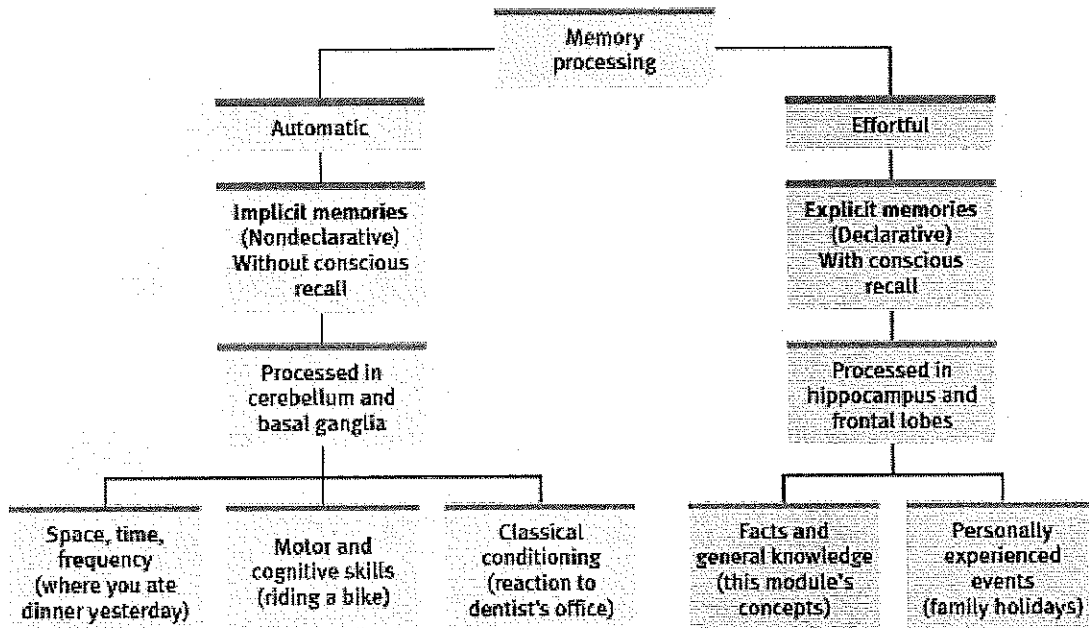 Memory
processing
Automatic
Effortful
Implicit memories
(Nondeclarative)
Without conscious
recall
Explicit memories
(Declarative)
With conscious
recall
Processed in
cerebellum and
basal ganglia
Processed in
hippocampus and
frontal lobes
Space, time,
frequency
(where you ate
dinner yesterday)
Motor and
cognitive skills
(riding a bike)
Classical
conditioning
(reaction to
dentist's office)
Facts and
general knowledge
(this module's
concepts)
Personally
experienced
events
(family holidays)